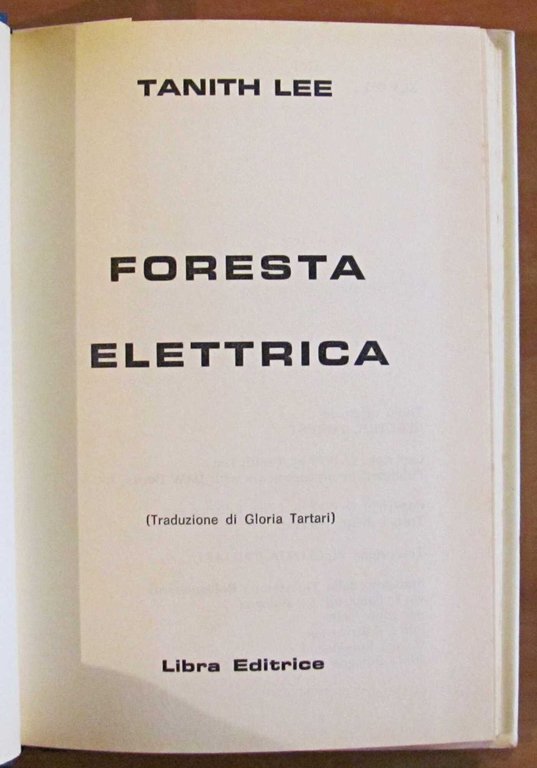 TANITH LEE
FORESTA
ELETTRICA
(Traduzione di Gloria Tartari)
Libra Editrice